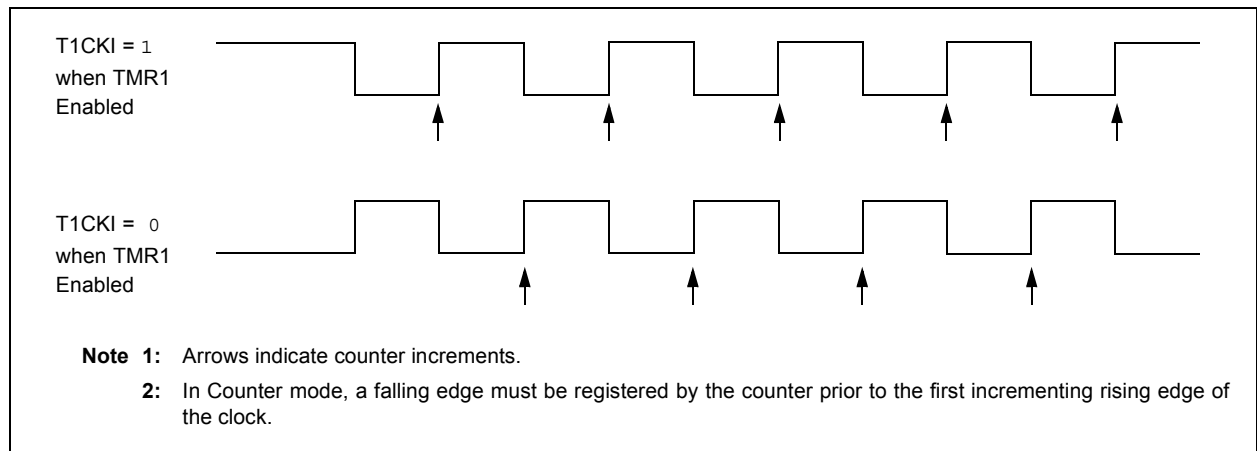 T1CKI = 1
when TMR1
Enabled
T1CKI = 0
when TMR1
Enabled
Note 1: Arrows indicate counter increments.
2: In Counter mode, a falling edge must be registered by the counter prior to the first incrementing rising edge of
the clock.